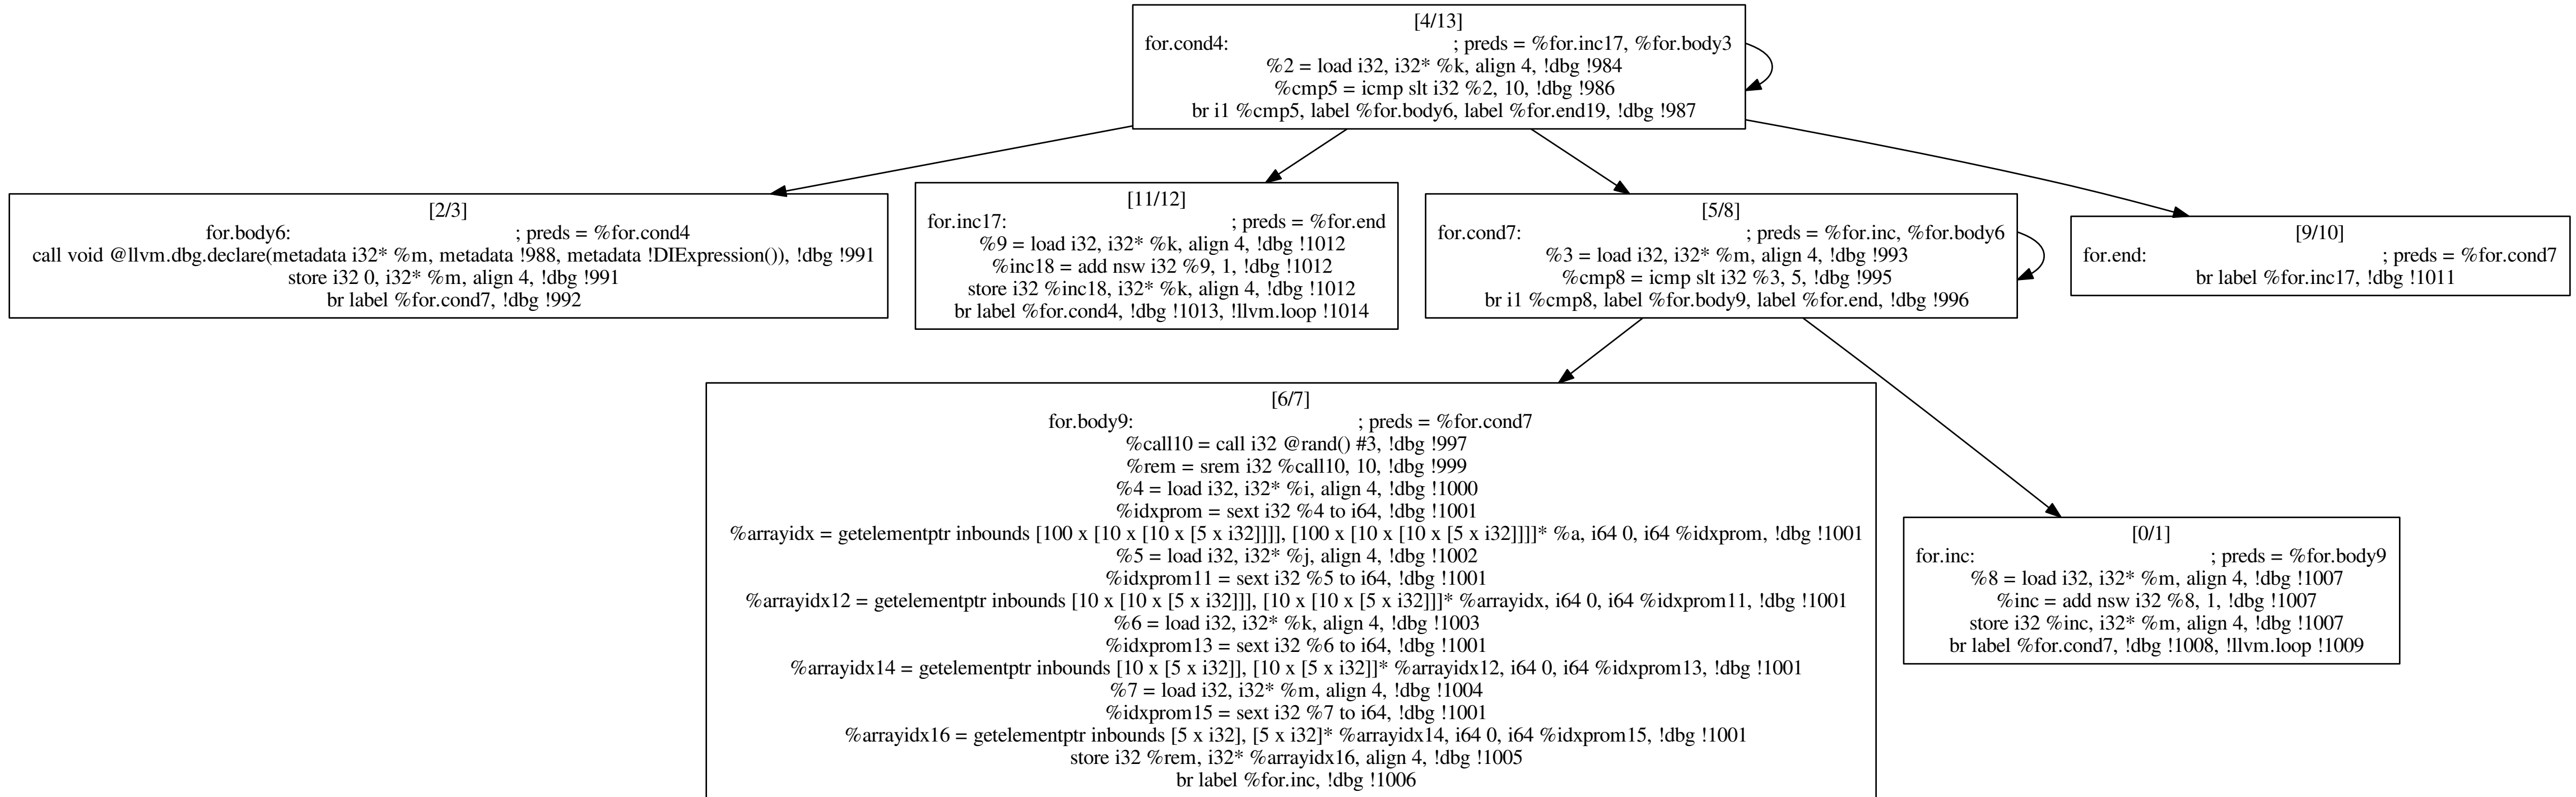 [4/13]
for.cond4: ; preds = %for.inc17, %for.body3
%2 = load i32, i32* %k, align 4, !dbg !984
%cmp5 = icmp slt i32 %2, 10, !dbg !986
br i1 %cmp5, label %for.body6, label %for.end19, !dbg !987
[2/3]
for.body6: ; preds = %for.cond4
call void @llvm.dbg.declare(metadata i32* %m, metadata !988, metadata !DIExpression()), !dbg !991
store i32 0, i32* %m, align 4, !dbg !991
br label %for.cond7, !dbg !992
[11/12]
for.inc17: ; preds = %for.end
%9 = load i32, i32* %k, align 4, !dbg !1012
%inc18 = add nsw i32 %9, 1, !dbg !1012
store i32 %inc18, i32* %k, align 4, !dbg !1012
br label %for.cond4, !dbg !1013, !llvm.loop !1014
[5/8]
for.cond7: ; preds = %for.inc, %for.body6
%3 = load i32, i32* %m, align 4, !dbg !993
%cmp8 = icmp slt i32 %3, 5, !dbg !995
br i1 %cmp8, label %for.body9, label %for.end, !dbg !996
[9/10]
for.end: ; preds = %for.cond7
br label %for.inc17, !dbg !1011
[6/7]
for.body9: ; preds = %for.cond7
%call10 = call i32 @rand() #3, !dbg !997
%rem = srem i32 %call10, 10, !dbg !999
%4 = load i32, i32* %i, align 4, !dbg !1000
%idxprom = sext i32 %4 to i64, !dbg !1001
%arrayidx = getelementptr inbounds [100 x [10 x [10 x [5 x i32]]]], [100 x [10 x [10 x [5 x i32]]]]* %a, i64 0, i64 %idxprom, !dbg !1001
%5 = load i32, i32* %j, align 4, !dbg !1002
%idxprom11 = sext i32 %5 to i64, !dbg !1001
%arrayidx12 = getelementptr inbounds [10 x [10 x [5 x i32]]], [10 x [10 x [5 x i32]]]* %arrayidx, i64 0, i64 %idxprom11, !dbg !1001
%6 = load i32, i32* %k, align 4, !dbg !1003
%idxprom13 = sext i32 %6 to i64, !dbg !1001
%arrayidx14 = getelementptr inbounds [10 x [5 x i32]], [10 x [5 x i32]]* %arrayidx12, i64 0, i64 %idxprom13, !dbg !1001
%7 = load i32, i32* %m, align 4, !dbg !1004
%idxprom15 = sext i32 %7 to i64, !dbg !1001
%arrayidx16 = getelementptr inbounds [5 x i32], [5 x i32]* %arrayidx14, i64 0, i64 %idxprom15, !dbg !1001
store i32 %rem, i32* %arrayidx16, align 4, !dbg !1005
br label %for.inc, !dbg !1006
[0/1]
for.inc: ; preds = %for.body9
%8 = load i32, i32* %m, align 4, !dbg !1007
%inc = add nsw i32 %8, 1, !dbg !1007
store i32 %inc, i32* %m, align 4, !dbg !1007
br label %for.cond7, !dbg !1008, !llvm.loop !1009